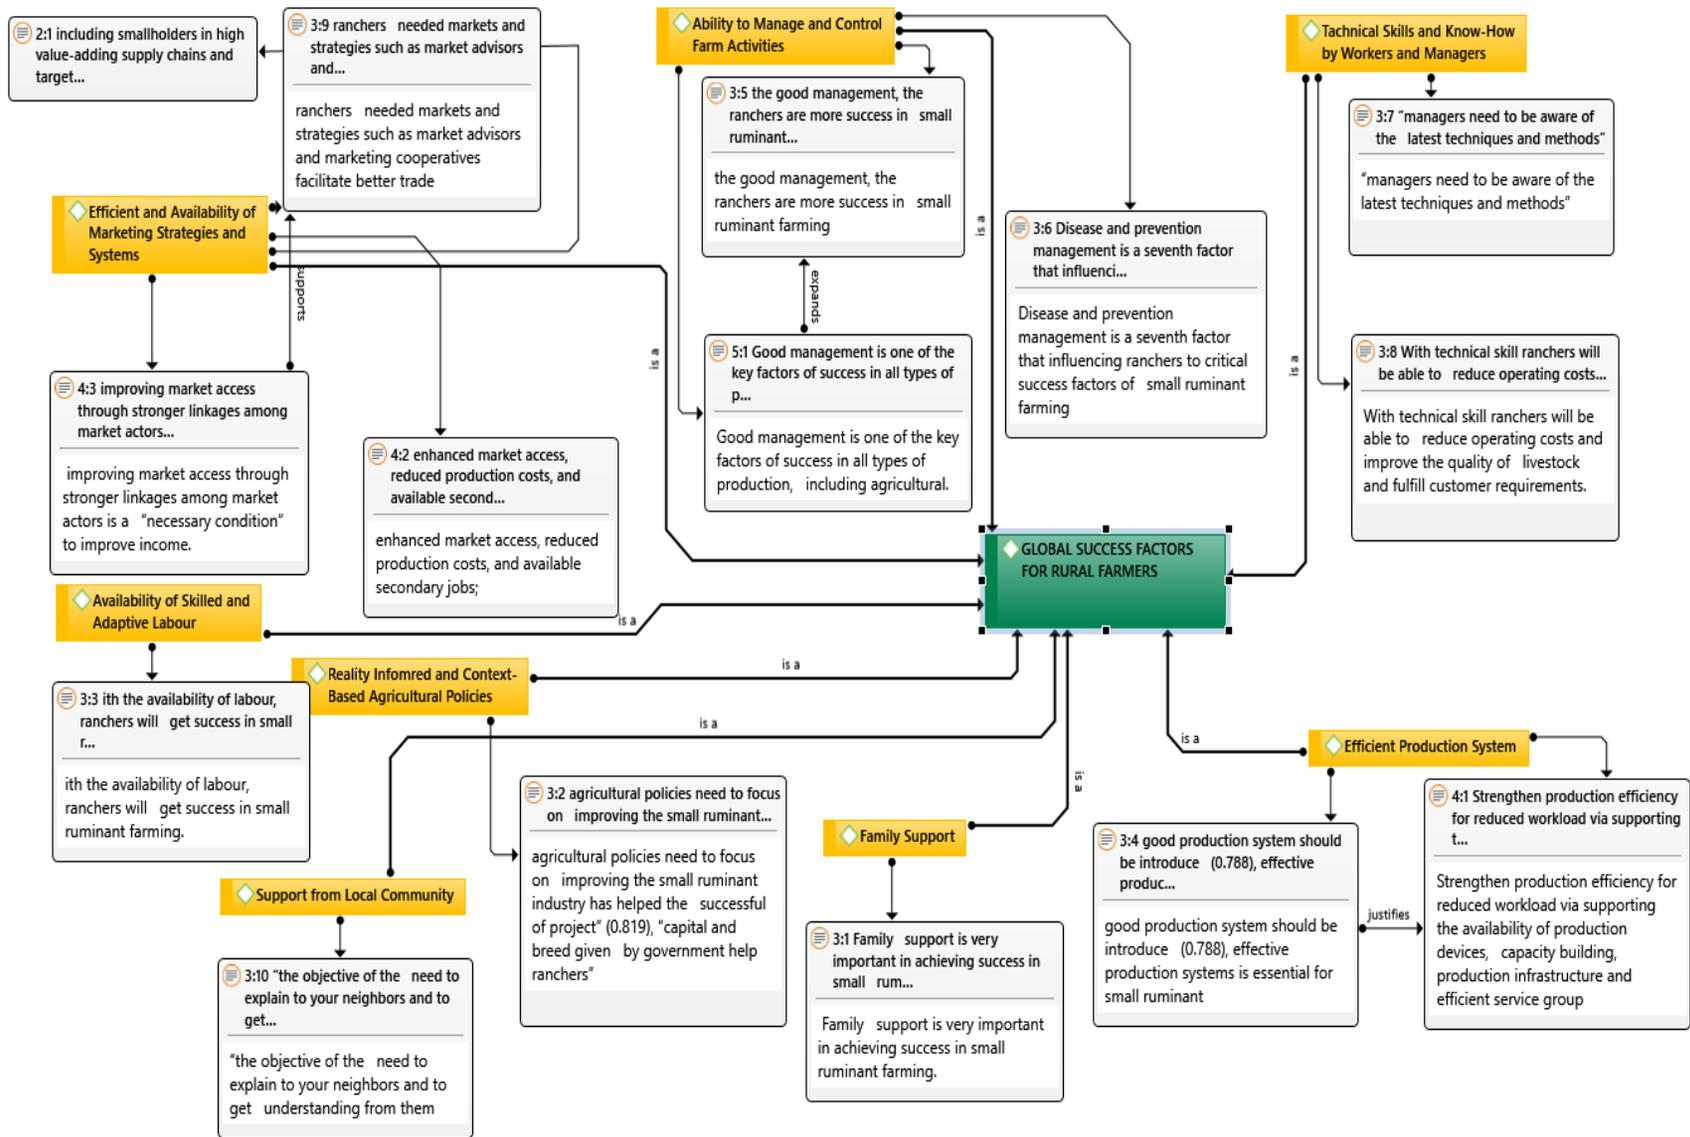 2:1 including smallholders in high
value-adding supply chains and
target...
3:9 ranchers needed markets and
strategies such as market advisors
and...
ranchers needed markets and
strategies such as market advisors
and marketing cooperatives
facilitate better trade
Ability to Manage and Control
Farm Activities
3:5 the good management, the
ranchers are more success in small
ruminant...
the good management, the
ranchers are more success in small
ruminant farming
Tachnical Skills and Know-How
by Workers and Managers
3:7 “managers need to be aware of
the latest techniques and methods”
“managers need to be aware of the
latest techniques and methods”
Efficient and Availability of
Marketing Strategies and
Systems
supports
is a
expands
is a
is a
3:6 Disease and prevention
management is a seventh factor
that influenci...
Disease and prevention
management is a seventh factor
that influencing ranchers to critical
success factors of small ruminant
farming
5:1 Good management is one of the
key factors of success in all types of
p...
Good management is one of the key
factors of success in all types of
production, including agricultural.
3:8 With technical skill ranchers will
be able to reduce operating costs...
With technical skill ranchers will be
able to reduce operating costs and
improve the quality of livestock
and fulfill customer requirements.
4:3 improving market access
through stronger linkages among
market actors...
improving market access through
stronger linkages among market
actors is a “necessary condition”
to improve income.
4:2 enhanced market access,
reduced production costs, and
available second...
enhanced market access, reduced
production costs, and available
secondary jobs;
GLOBAL SUCCESS FACTORS
FOR RURAL FARMERS
Availability of Skilled and
Adaptive Labour
is a
3:3 ith the availability of labour,
ranchers will get success in small
r...
ith the availability of labour,
ranchers will get success in small
ruminant farming.
Reality Infomred and Context-
Based Agricultural Policies
is a
is a
3:2 agricultural policies need to focus
on improving the small ruminant...
agricultural policies need to focus
on improving the small ruminant
industry has helped the successful
of project” (0.819), “capital and
breed given by government help
ranchers”
Support from Local Community
3:10 “the objective of the need to
explain to your neighbors and to
get...
“the objective of the need to
explain to your neighbors and to
get understanding from them
Family Support
is a
3:1 Family support is very
important in achieving success in
small rum...
Family support is very important
in achieving success in small
ruminant farming.
is a
Efficient Production System
3:4 good production system should
be introduce (0.788), effective
produc...
good production system should be
introduce (0.788), effective
production systems is essential for
small ruminant
justifies
4:1 Strengthen production efficiency
for reduced workload via supporting
t...
Strengthen production efficiency for
reduced workload via supporting
the availability of production
devices, capacity building,
production infrastructure and
efficient service group